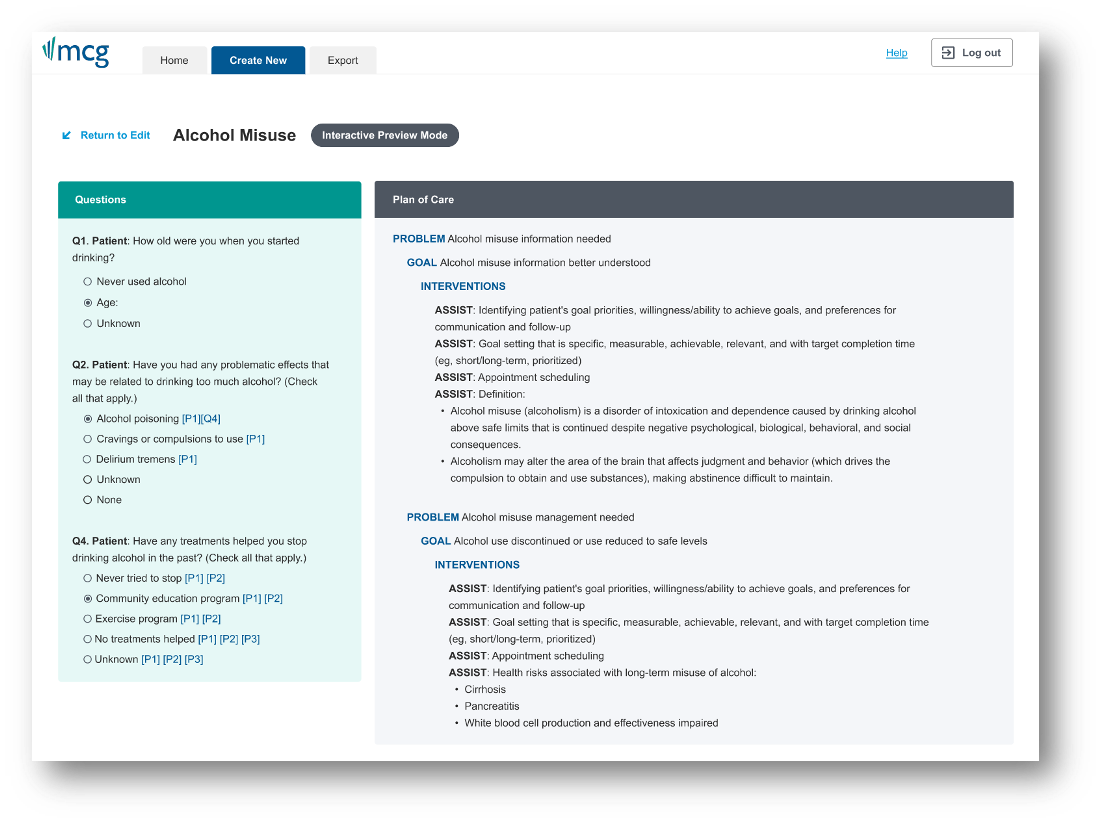 mcg
Home
Create New
Export
Help
Log out
Return to Edit
Alcohol Misuse
Interactive Preview Mode
Questions
Q1. Patient: How old were you when you started
drinking?
Never used alcohol
Age:
Unknown
Q2. Patient: Have you had any problematic effects that
may be related to drinking too much alcohol? (Check
all that apply.)
Alcohol poisoning [P1][Q4]
Cravings or compulsions to use [P1]
Delirium tremens [P1]
Unknown
None
Q4. Patient: Have any treatments helped you stop
drinking alcohol in the past? (Check all that apply.)
Never tried to stop [P1] [P2]
Community education program [P1] [P2]
Exercise program [P1] [P2]
No treatments helped [P1] [P2] [P3]
Unknown [P1] [P2] [P3]
Plan of Care
PROBLEM Alcohol misuse information needed
GOAL Alcohol misuse information better understood
INTERVENTIONS
ASSIST: Identifying patient's goal priorities, willingness/ability to achieve goals, and preferences for
communication and follow-up
ASSIST: Goal setting that is specific, measurable, achievable, relevant, and with target completion time
(eg, short/long-term, prioritized)
ASSIST: Appointment scheduling
ASSIST: Definition:
• Alcohol misuse (alcoholism) is a disorder of intoxication and dependence caused by drinking alcohol
above safe limits that is continued despite negative psychological, biological, behavioral, and social
consequences.
• Alcoholism may alter the area of the brain that affects judgment and behavior (which drives the
compulsion to obtain and use substances), making abstinence difficult to maintain.
PROBLEM Alcohol misuse management needed
GOAL Alcohol use discontinued or use reduced to safe levels
INTERVENTIONS
ASSIST: Identifying patient's goal priorities, willingness/ability to achieve goals, and preferences for
communication and follow-up
ASSIST: Goal setting that is specific, measurable, achievable, relevant, and with target completion time
(eg, short/long-term, prioritized)
ASSIST: Appointment scheduling
ASSIST: Health risks associated with long-term misuse of alcohol:
• Cirrhosis
• Pancreatitis
• White blood cell production and effectiveness impaired